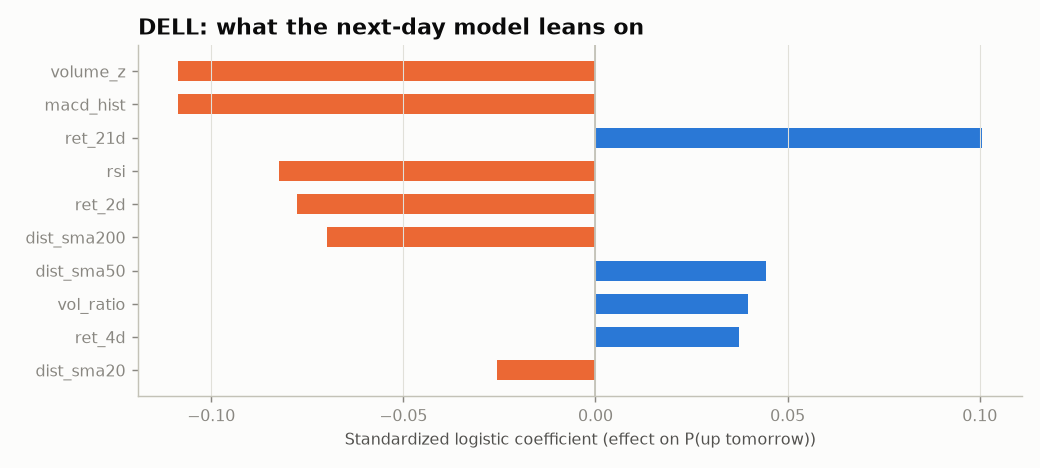 DELL: what the next-day model leans on
volume_z
macd_hist
ret_21d
rsi
ret_2d
dist_sma200
dist_sma50
vol_ratio
ret_4d
dist_sma20
−0.10 −0.05 0.00 0.05 0.10
Standardized logistic coefficient (effect on P(up tomorrow))